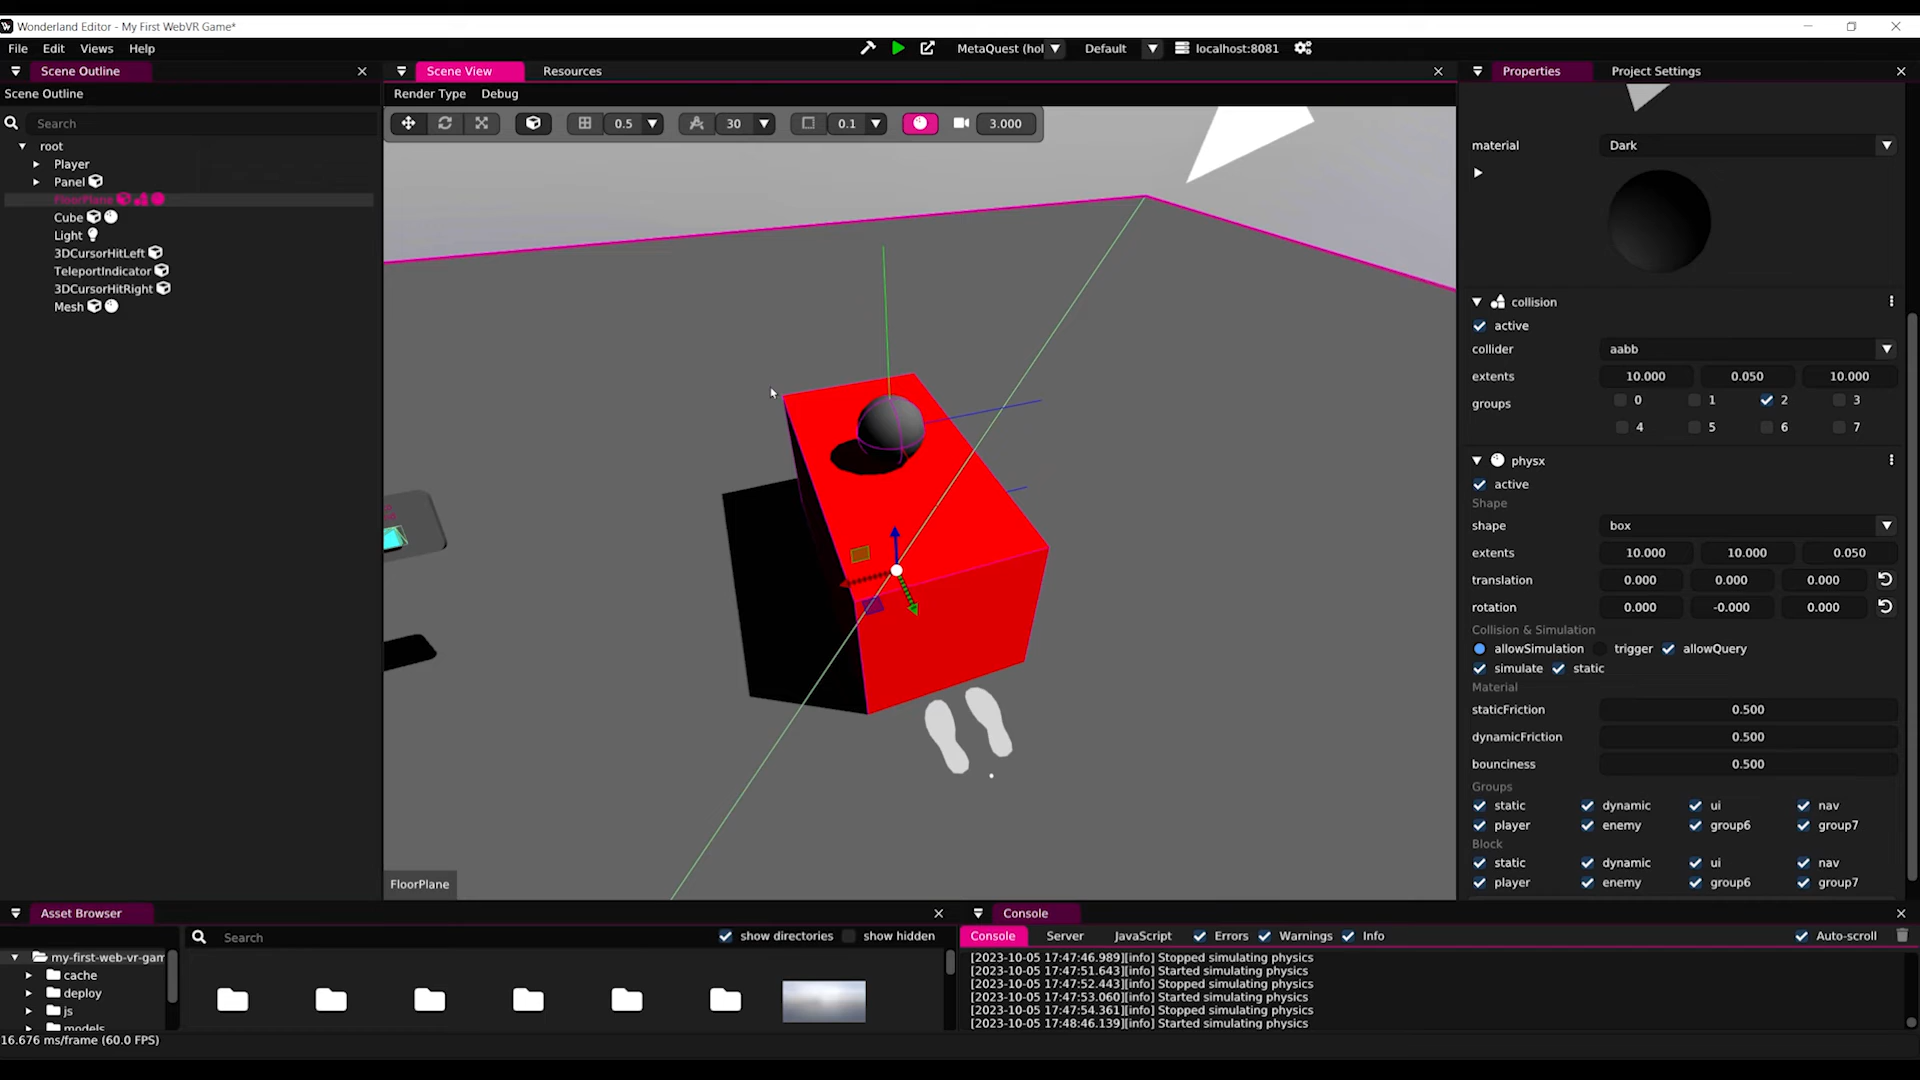 Wonderland Editor - My First WebVR Game*
File Edit Views Help
MetaQuest (hol Default localhost:8081
Scene Outline
Scene View Resources
Properties Project Settings
Scene Outline
Render Type Debug
Search
0.5 30 0.1 3.000
root
Player
Panel
FloorPlane
Cube
Light
3DCursorHitLeft
TeleportIndicator
3DCursorHitRight
Mesh
FloorPlane
material Dark
collision
active
collider aabb
extents 10.000 0.050 10.000
groups 0 1 2 3
4 5 6 7
physx
active
Shape
shape box
extents 10.000 10.000 0.050
translation 0.000 0.000 0.000
rotation 0.000 -0.000 0.000
Collision & Simulation
allowSimulation trigger allowQuery
simulate static
Material
staticFriction 0.500
dynamicFriction 0.500
bounciness 0.500
Groups
static dynamic ui nav
player enemy group6 group7
Block
static dynamic ui nav
player enemy group6 group7
Asset Browser
Search show directories show hidden
my-first-web-vr-gam
cache
deploy
js
models
Console
Console Server JavaScript Errors Warnings Info Auto-scroll
[2023-10-05 17:47:46.989][info] Stopped simulating physics
[2023-10-05 17:47:51.643][info] Started simulating physics
[2023-10-05 17:47:52.443][info] Stopped simulating physics
[2023-10-05 17:47:53.060][info] Started simulating physics
[2023-10-05 17:47:54.361][info] Stopped simulating physics
[2023-10-05 17:48:46.139][info] Started simulating physics
16.676 ms/frame (60.0 FPS)